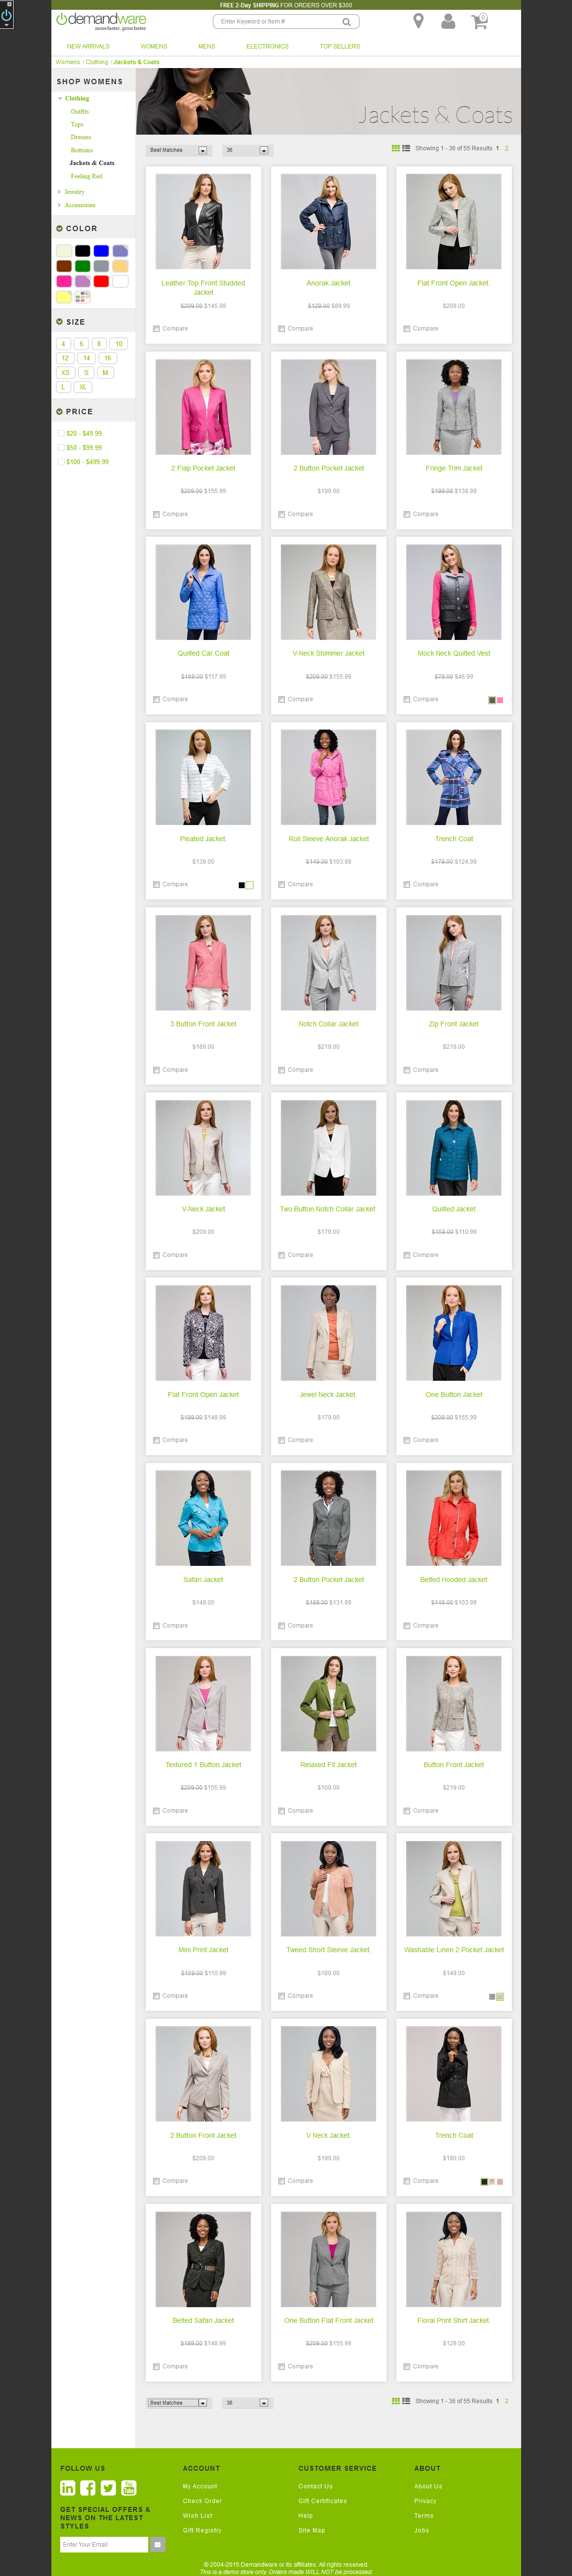 FREE 2-Day SHIPPING FOR ORDERS OVER $300
demandware
move faster, grow faster
Enter Keyword or Item #
0
NEW ARRIVALS WOMENS MENS ELECTRONICS TOP SELLERS
Womens Clothing Jackets & Coats
SHOP WOMENS
Clothing
Outfits
Tops
Dresses
Bottoms
Jackets & Coats
Feeling Red
Jewelry
Accessories
COLOR
SIZE
4 6 8 10
12 14 16
XS S M
L XL
PRICE
$20 - $49.99
$50 - $99.99
$100 - $499.99
Jackets & Coats
Best Matches 36 Showing 1 - 36 of 55 Results 1 2
Leather Top Front Studded Jacket
$209.00 $145.99
Compare
Anorak Jacket
$129.00 $89.99
Compare
Flat Front Open Jacket
$209.00
Compare
2 Flap Pocket Jacket
$209.00 $155.99
Compare
2 Button Pocket Jacket
$199.00
Compare
Fringe Trim Jacket
$199.00 $138.99
Compare
Quilted Car Coat
$169.00 $117.99
Compare
V-Neck Shimmer Jacket
$209.00 $155.99
Compare
Mock Neck Quilted Vest
$79.00 $46.99
Compare
Pleated Jacket
$139.00
Compare
Roll Sleeve Anorak Jacket
$149.00 $103.99
Compare
Trench Coat
$179.00 $124.99
Compare
3 Button Front Jacket
$189.00
Compare
Notch Collar Jacket
$219.00
Compare
Zip Front Jacket
$219.00
Compare
V-Neck Jacket
$209.00
Compare
Two Button Notch Collar Jacket
$179.00
Compare
Quilted Jacket
$159.00 $110.99
Compare
Flat Front Open Jacket
$189.00 $148.99
Compare
Jewel Neck Jacket
$179.00
Compare
One Button Jacket
$209.00 $155.99
Compare
Safari Jacket
$149.00
Compare
2 Button Pocket Jacket
$189.00 $131.99
Compare
Belted Hooded Jacket
$149.00 $103.99
Compare
Textured 1 Button Jacket
$209.00 $155.99
Compare
Relaxed Fit Jacket
$109.00
Compare
Button Front Jacket
$219.00
Compare
Mini Print Jacket
$159.00 $110.99
Compare
Tweed Short Sleeve Jacket
$189.00
Compare
Washable Linen 2 Pocket Jacket
$149.00
Compare
2 Button Front Jacket
$209.00
Compare
V Neck Jacket
$199.00
Compare
Trench Coat
Compare
Belted Safari Jacket
$189.00 $148.99
Compare
One Button Flat Front Jacket
$209.00 $155.99
Compare
Floral Print Shirt Jacket
$129.00
Compare
Best Matches 36 Showing 1 - 36 of 55 Results 1 2
FOLLOW US
You Tube
GET SPECIAL OFFERS &
NEWS ON THE LATEST
STYLES
Enter Your Email
ACCOUNT
My Account
Check Order
Wish List
Gift Registry
CUSTOMER SERVICE
Contact Us
Gift Certificates
Help
Site Map
ABOUT
About Us
Privacy
Terms
Jobs
© 2004-2015 Demandware or its affiliates. All rights reserved.
This is a demo store only. Orders made WILL NOT be processed.